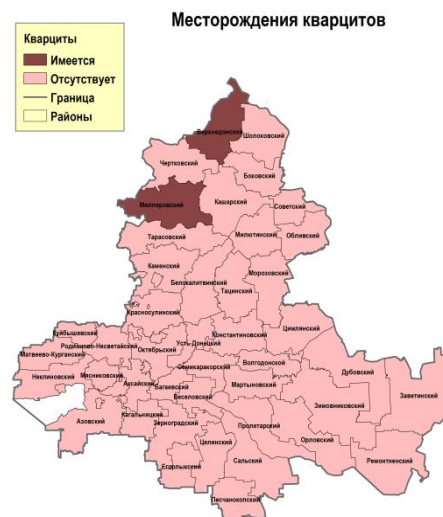 Месторождения кварцитов
Кварциты
Имеется
Отсутствует
Граница
Районы
Верхнедонской
Шолоховский
Чертковский
Боковский
Миллеровский
Кашарский
Советский
Милютинский
Обливский
Тарасовский
Каменский
Морозовский
Белокалитвинский
Тацинский
Красносулинский
Цимлянский
Куйбышевский
Константиновский
Родионово-Несветайский
Усть-Донецкий
Октябрьский
Матвеево-Курганский
Волгодонской
Дубовский
Семикаракорский
Неклиновский
Мясниковский
Аксайский
Багаевский
Мартыновский
Заветинский
Веселовский
Зимовниковский
Кагальницкий
Азовский
Зерноградский
Пролетарский
Орловский
Целинский
Сальский
Ремонтненский
Егорлыкский
Песчанокопский